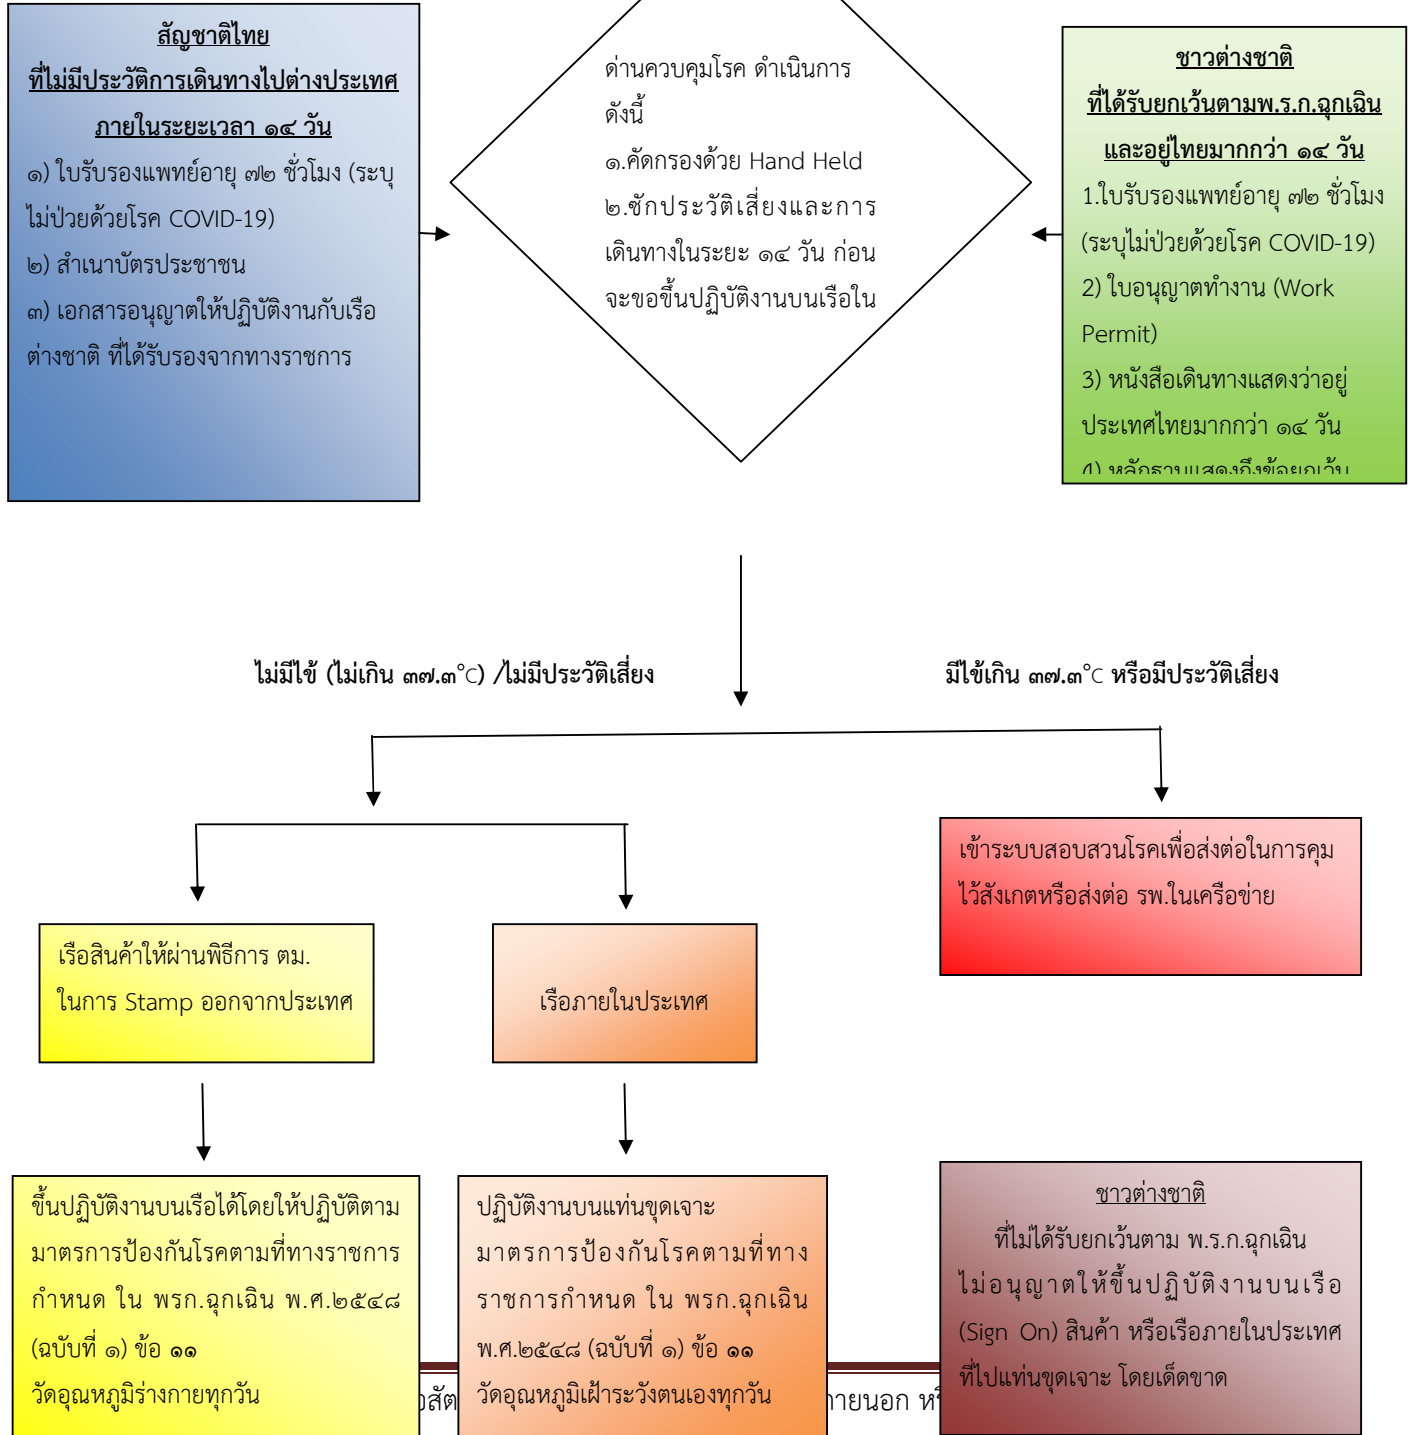 สัญชาติไทย
ที่ไม่มีประวัติการเดินทางไปต่างประเทศ
ภายในระยะเวลา ๑๔ วัน
๑) ใบรับรองแพทย์อายุ ๗๒ ชั่วโมง (ระบุ
ไม่ป่วยด้วยโรค COVID-19)
๒) สำเนาบัตรประชาชน
๓) เอกสารอนุญาตให้ปฏิบัติงานกับเรือ
ต่างชาติ ที่ได้รับรองจากทางราชการ
ด่านควบคุมโรค ดำเนินการ
ดังนี้
๑.คัดกรองด้วย Hand Held
๒.ซักประวัติเสี่ยงและการ
เดินทางในระยะ ๑๔ วัน ก่อน
จะขอขึ้นปฏิบัติงานบนเรือใน
ชาวต่างชาติ
ที่ได้รับยกเว้นตามพ.ร.ก.ฉุกเฉิน
และอยู่ไทยมากกว่า ๑๔ วัน
1.ใบรับรองแพทย์อายุ ๗๒ ชั่วโมง
(ระบุไม่ป่วยด้วยโรค COVID-19)
2) ใบอนุญาตทำงาน (Work
Permit)
3) หนังสือเดินทางแสดงว่าอยู่
ประเทศไทยมากกว่า ๑๔ วัน
4) หลักฐานแสดงถึงข้อยกเว้น
ไม่มีไข้ (ไม่เกิน ๓๗.๓°C) /ไม่มีประวัติเสี่ยง
มีไข้เกิน ๓๗.๓°C หรือมีประวัติเสี่ยง
เข้าระบบสอบสวนโรคเพื่อส่งต่อในการคุม
ไว้สังเกตหรือส่งต่อ รพ.ในเครือข่าย
เรือสินค้าให้ผ่านพิธีการ ตม.
ในการ Stamp ออกจากประเทศ
เรือภายในประเทศ
ขึ้นปฏิบัติงานบนเรือได้โดยให้ปฏิบัติตาม
มาตรการป้องกันโรคตามที่ทางราชการ
กำหนด ใน พรก.ฉุกเฉิน พ.ศ.๒๕๔๘
(ฉบับที่ ๑) ข้อ ๑๑
วัดอุณหภูมิร่างกายทุกวัน
ปฏิบัติงานบนแท่นขุดเจาะ
มาตรการป้องกันโรคตามที่ทาง
ราชการกำหนด ใน พรก.ฉุกเฉิน
พ.ศ.๒๕๔๘ (ฉบับที่ ๑) ข้อ ๑๑
วัดอุณหภูมิเฝ้าระวังตนเองทุกวัน
ชาวต่างชาติ
ที่ไม่ได้รับยกเว้นตาม พ.ร.ก.ฉุกเฉิน
ไม่อนุญาตให้ขึ้นปฏิบัติงานบนเรือ
(Sign On) สินค้า หรือเรือภายในประเทศ
ที่ไปแท่นขุดเจาะ โดยเด็ดขาด
ายนอก